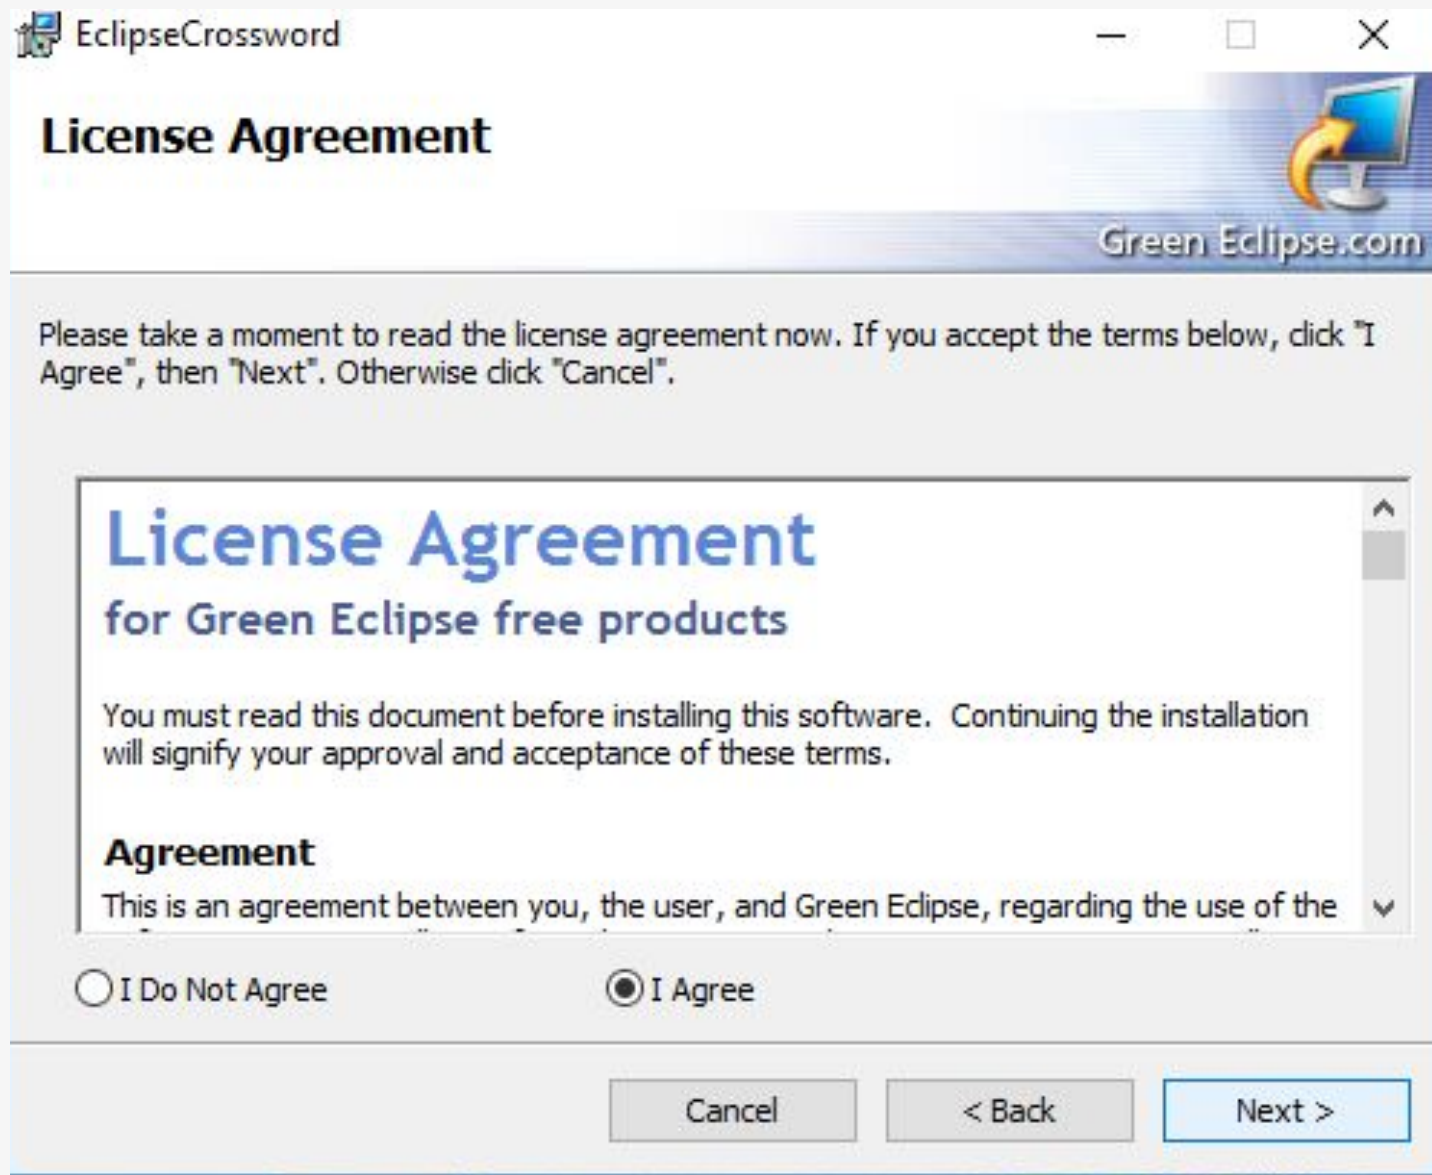 EclipseCrossword
License Agreement
Green Eclipse.com
Please take a moment to read the license agreement now. If you accept the terms below, click "I
Agree", then "Next". Otherwise click "Cancel".
License Agreement
for Green Eclipse free products
You must read this document before installing this software.  Continuing the installation
will signify your approval and acceptance of these terms.
Agreement
This is an agreement between you, the user, and Green Eclipse, regarding the use of the
I Do Not Agree
I Agree
Cancel
< Back
Next >